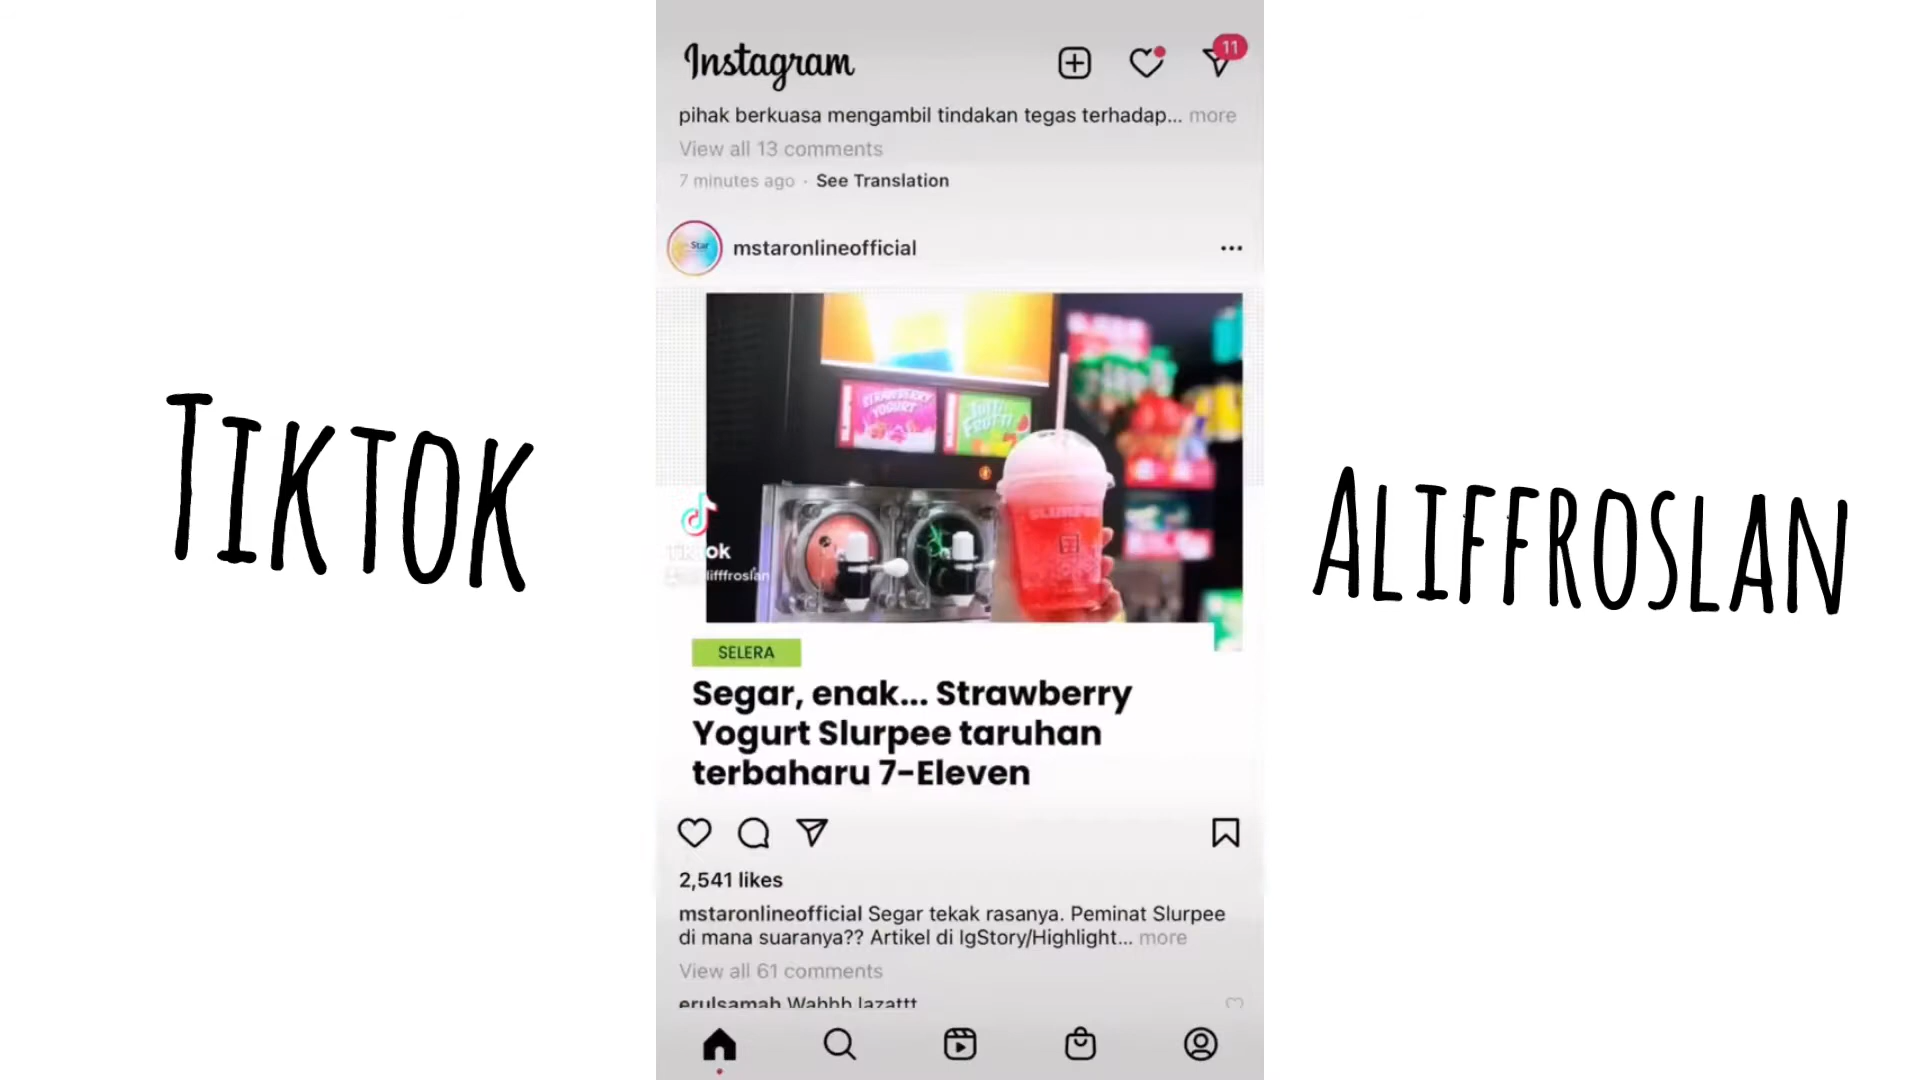 TIKTOK
ALIFFROSLAN
Instagram
11
pihak berkuasa mengambil tindakan tegas terhadap... more
View all 13 comments
7 minutes ago · See Translation
Star
mstaronlineofficial
STRAWBERRY
YOGURT
TUTTI
FRUTTI
SLURPEE
TikTok
SELERA
Segar, enak... Strawberry
Yogurt Slurpee taruhan
terbaharu 7-Eleven
2,541 likes
mstaronlineofficial Segar tekak rasanya. Peminat Slurpee
di mana suaranya?? Artikel di IgStory/Highlight... more
View all 61 comments
erulsamah Wahhh lazattt